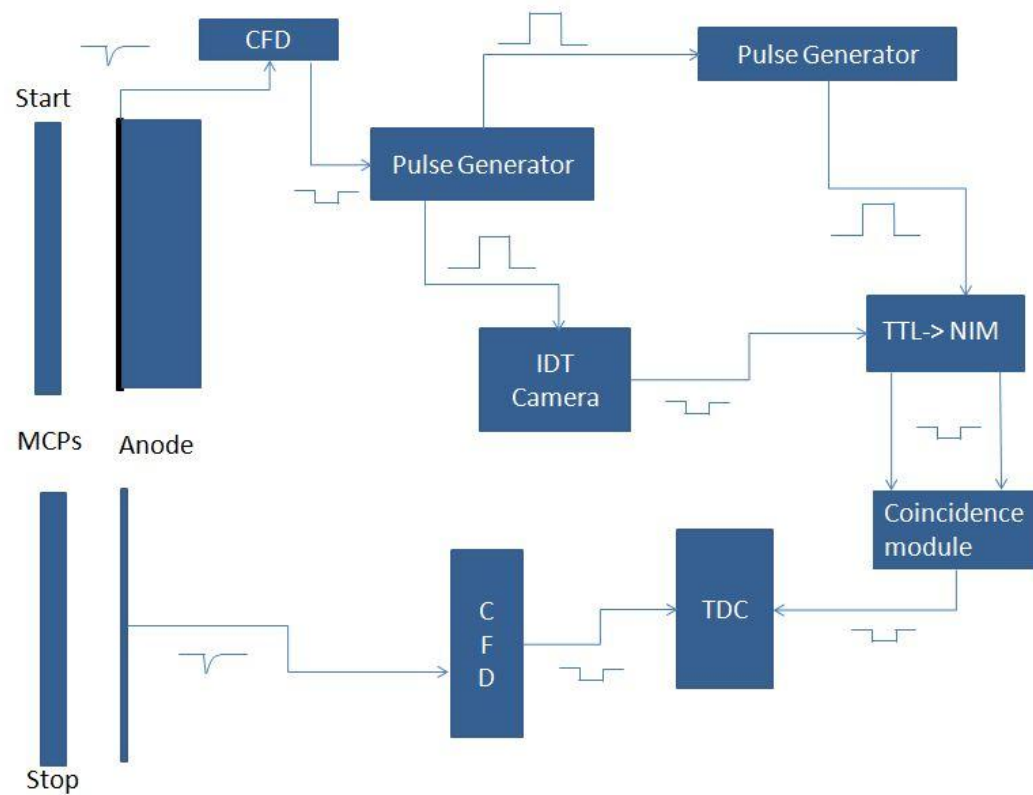 CFD
Pulse Generator
Start
Pulse Generator
TTL-> NIM
IDT
Camera
MCPs
Anode
Coincidence
module
C
F
D
TDC
Stop